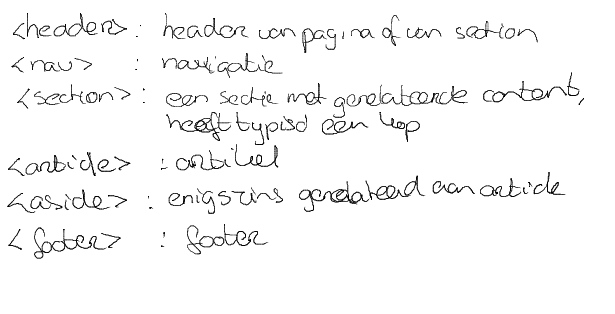 <header> : header van pagina of van section
<nav> : navigatie
<section> : een sectie met gerelateerde content,
heeft typisch een kop
<article> : artikel
<aside> : enigszins gerelateerd aan article
<footer> : footer